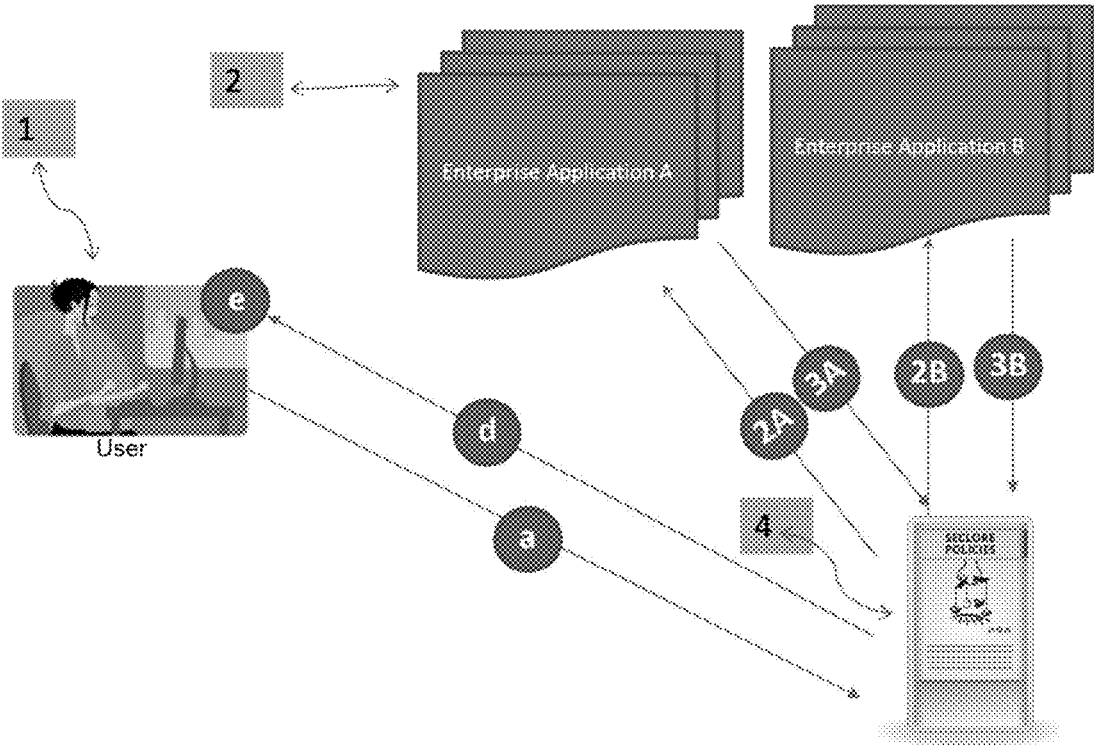 2
1
Enterprise Application A
Enterprise Application B
e
User
d
a
2A
3A
2B
3B
4
SECLORE
POLICIES